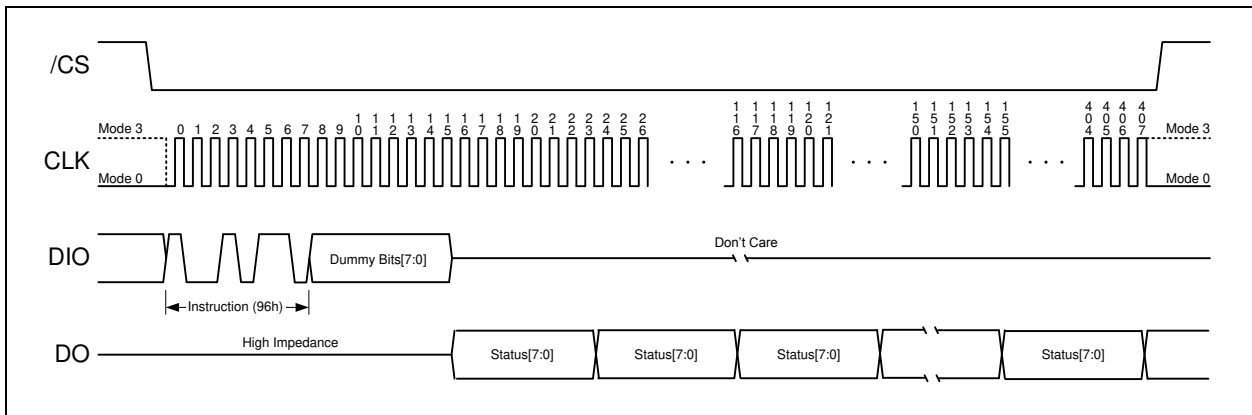 /CS
Mode 3
0 1 2 3 4 5 6 7 8 9 10 11 12 13 14 15 16 17 18 19 20 21 22 23 24 25 26
116 117 118 119 120 121
150 151 152 153 154 155
404 405 406 407
Mode 3
CLK
. . .
. . .
. . .
Mode 0
Mode 0
DIO
Dummy Bits[7:0]
Don't Care
Instruction (96h)
DO
High Impedance
Status[7:0]
Status[7:0]
Status[7:0]
Status[7:0]